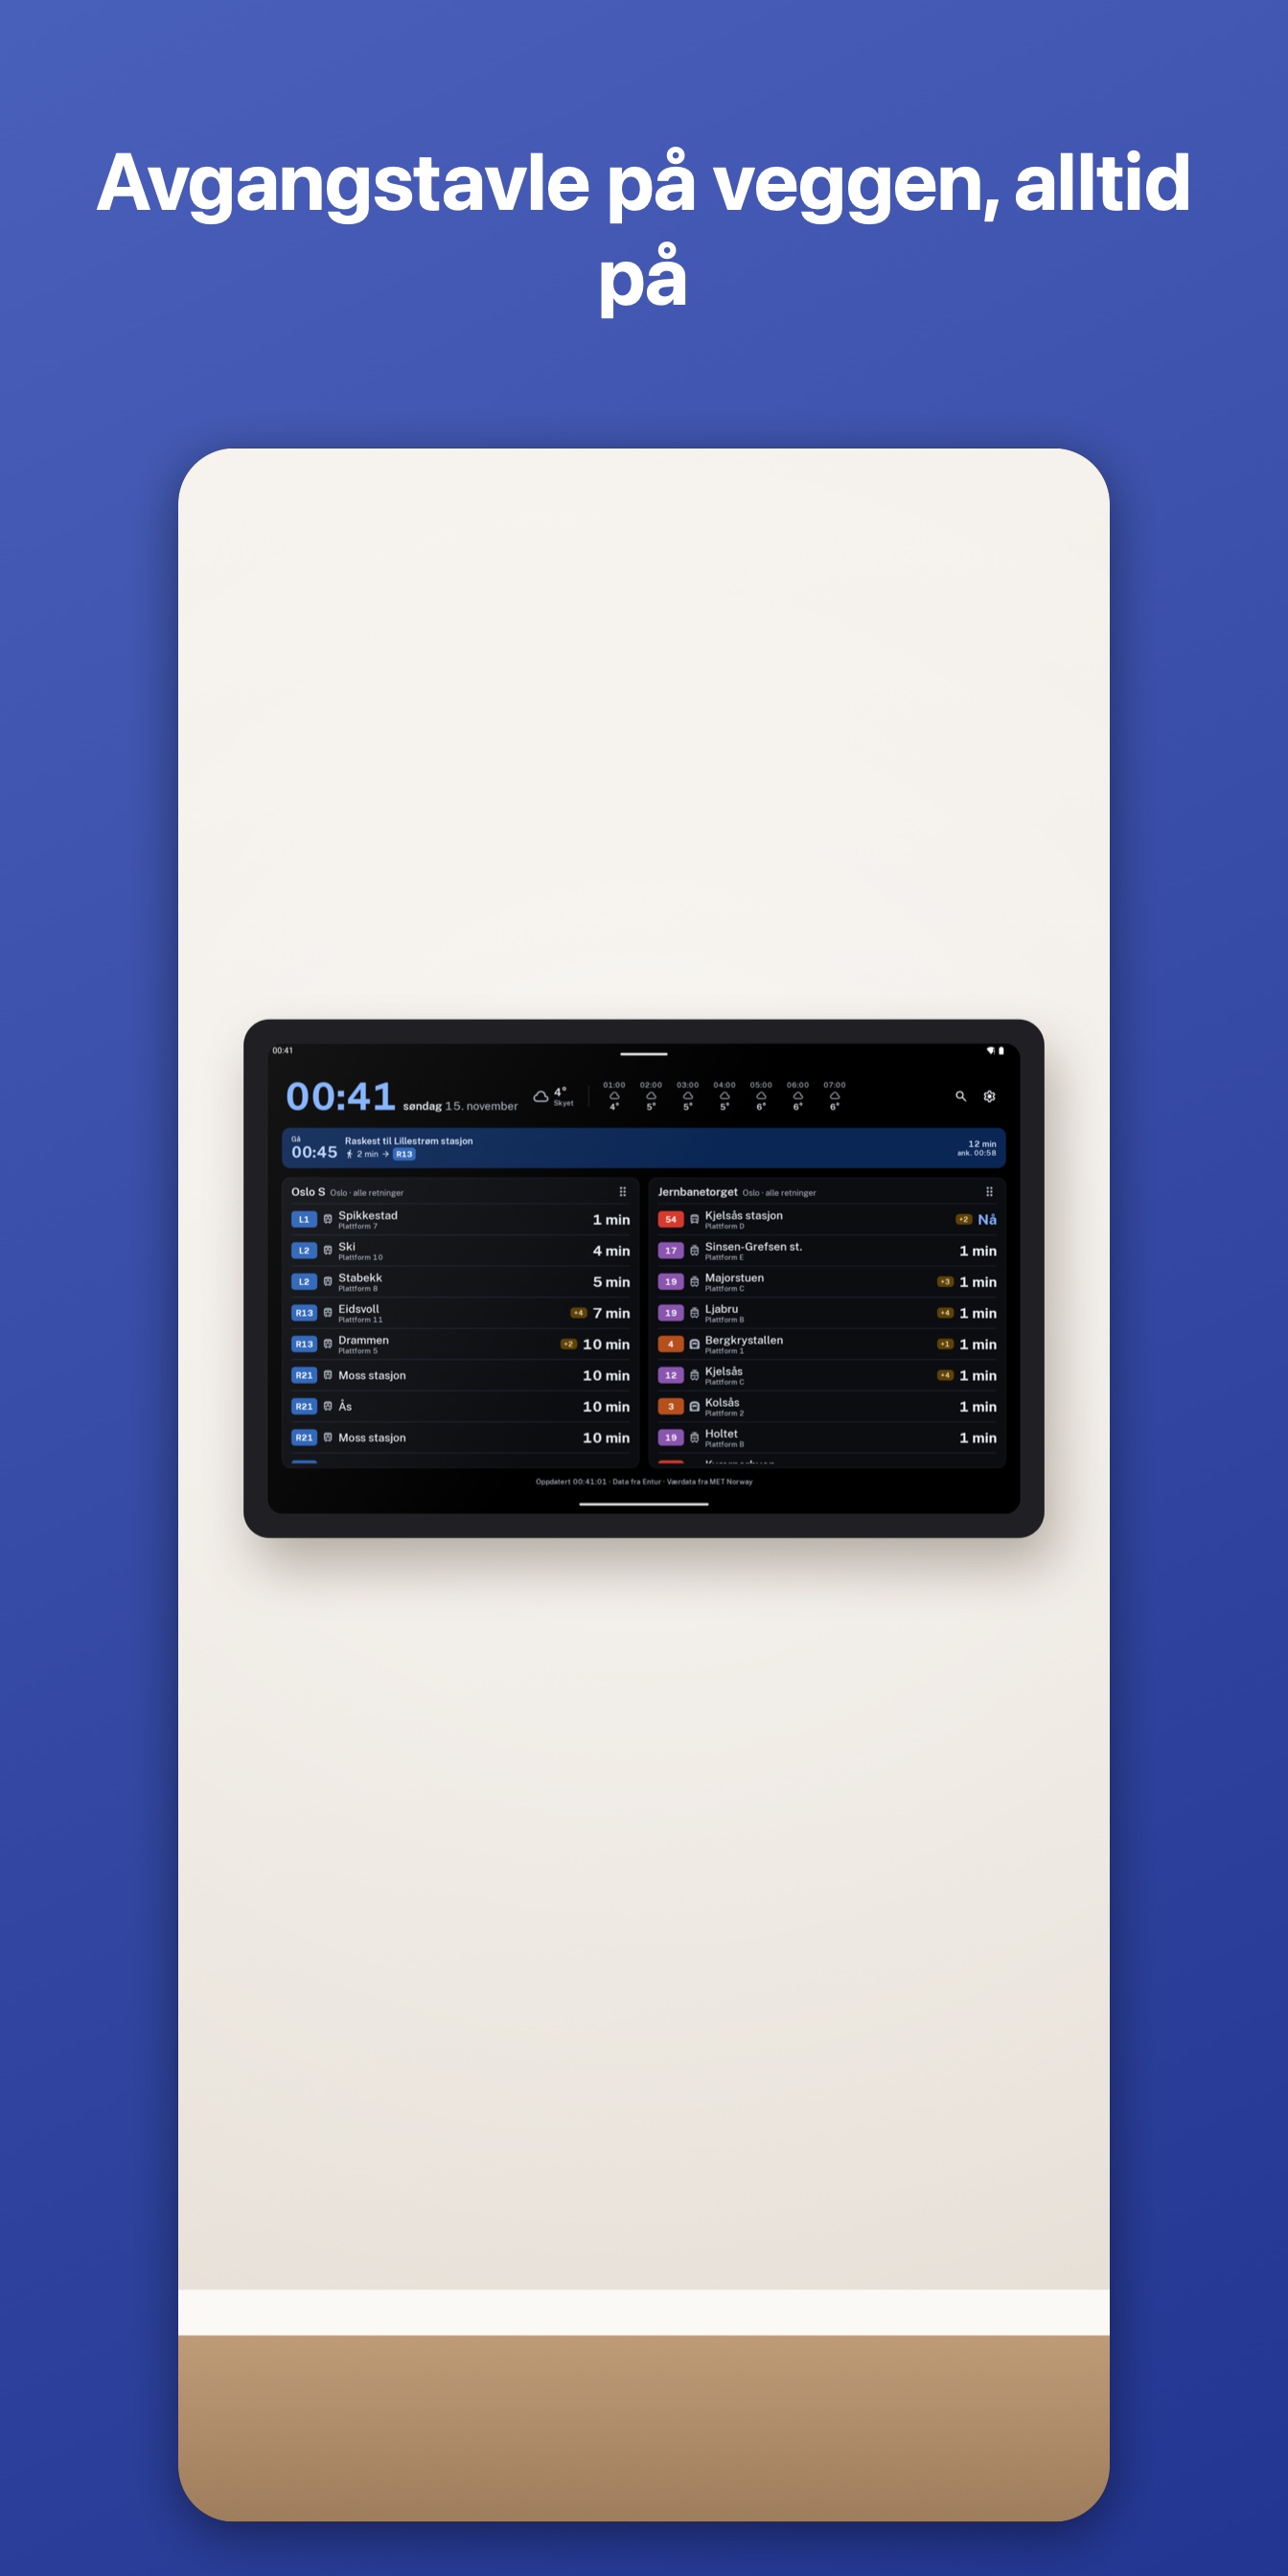 Avgangstavle på veggen, alltid
på
00:41
00:41 søndag 15. november
4°
Skyet
01:00 02:00 03:00 04:00 05:00 06:00 07:00
4° 5° 5° 5° 6° 6° 6°
Gå
00:45
Raskest til Lillestrøm stasjon
2 min → R13
12 min
ank. 00:58
Oslo S Oslo · alle retninger
L1 Spikkestad 1 min
Plattform 7
L2 Ski 4 min
Plattform 10
L2 Stabekk 5 min
Plattform 8
R13 Eidsvoll +4 7 min
Plattform 11
R13 Drammen +2 10 min
Plattform 5
R21 Moss stasjon 10 min
R21 Ås 10 min
R21 Moss stasjon 10 min
Jernbanetorget Oslo · alle retninger
54 Kjelsås stasjon +2 Nå
Plattform D
17 Sinsen-Grefsen st. 1 min
Plattform E
19 Majorstuen +3 1 min
Plattform C
19 Ljabru +4 1 min
Plattform B
4 Bergkrystallen +1 1 min
Plattform 1
12 Kjelsås +4 1 min
Plattform C
3 Kolsås 1 min
Plattform 2
19 Holtet 1 min
Plattform B
Oppdatert 00:41:01 · Data fra Entur · Værdata fra MET Norway